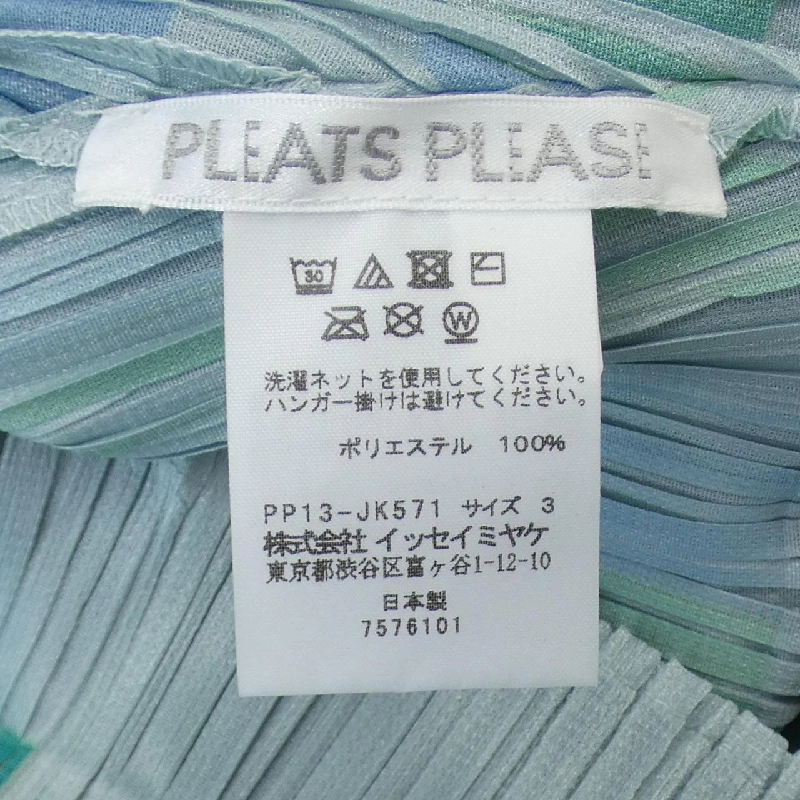 PLEATS PLEASE
30
W
洗濯ネットを使用してください。
ハンガー掛けは避けてください。
ポリエステル 100%
PP13-JK571 サイズ 3
株式会社 イッセイミヤケ
東京都渋谷区富ヶ谷1-12-10
日本製
7576101